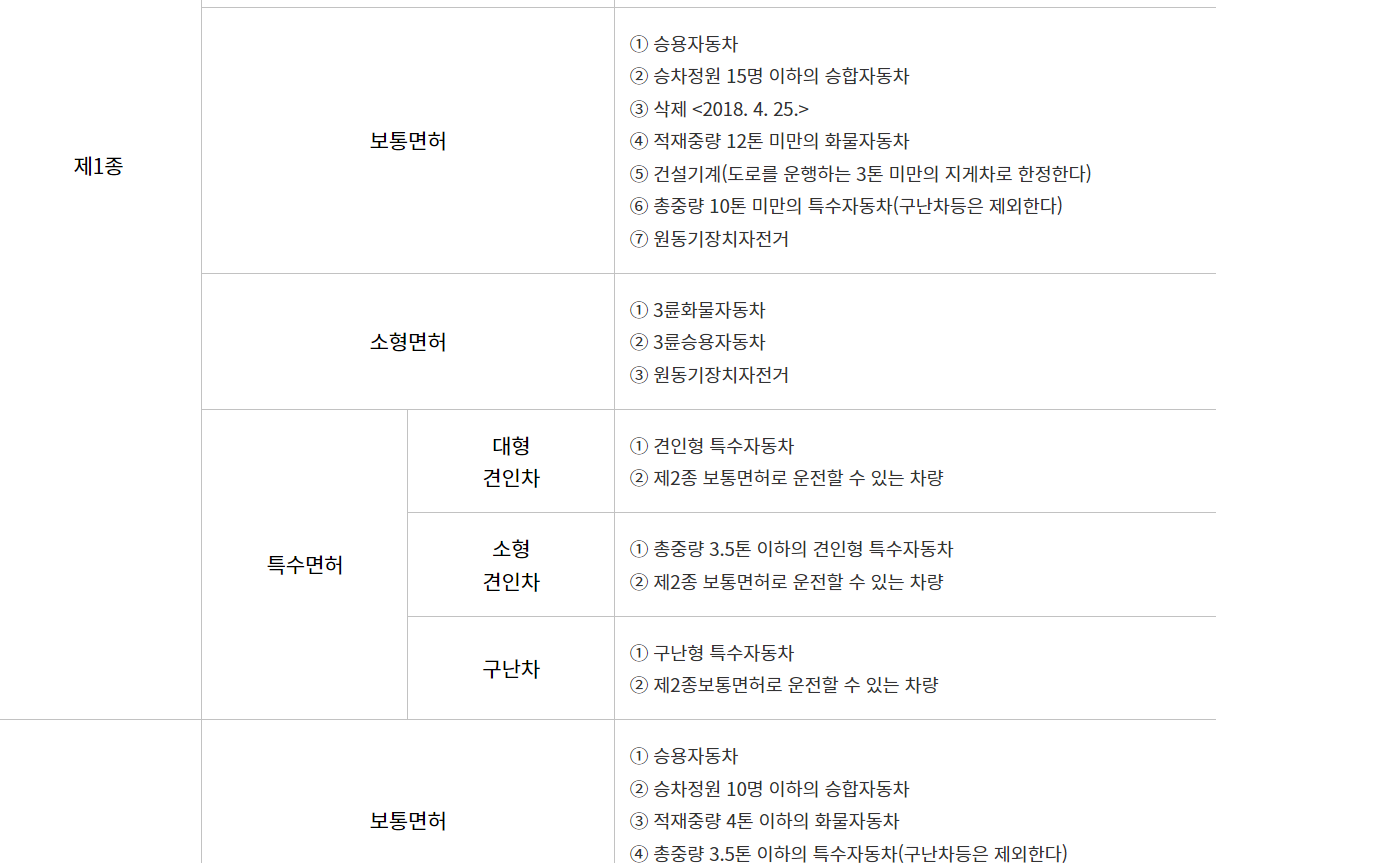 제1종
보통면허
① 승용자동차
② 승차정원 15명 이하의 승합자동차
③ 삭제 <2018. 4. 25.>
④ 적재중량 12톤 미만의 화물자동차
⑤ 건설기계(도로를 운행하는 3톤 미만의 지게차로 한정한다)
⑥ 총중량 10톤 미만의 특수자동차(구난차등은 제외한다)
⑦ 원동기장치자전거
소형면허
① 3륜화물자동차
② 3륜승용자동차
③ 원동기장치자전거
특수면허
대형
견인차
① 견인형 특수자동차
② 제2종 보통면허로 운전할 수 있는 차량
소형
견인차
① 총중량 3.5톤 이하의 견인형 특수자동차
② 제2종 보통면허로 운전할 수 있는 차량
구난차
① 구난형 특수자동차
② 제2종보통면허로 운전할 수 있는 차량
보통면허
① 승용자동차
② 승차정원 10명 이하의 승합자동차
③ 적재중량 4톤 이하의 화물자동차
④ 총중량 3.5톤 이하의 특수자동차(구난차등은 제외한다)